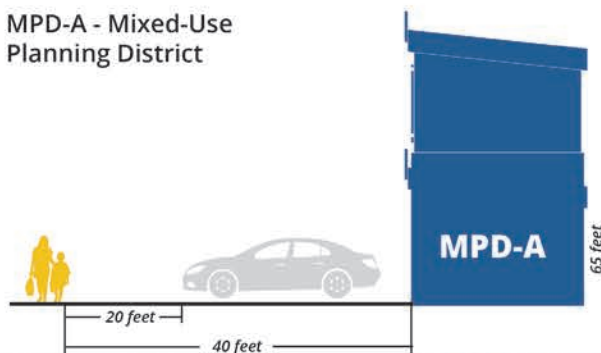 MPD-A - Mixed-Use
Planning District
MPD-A
65 feet
20 feet
40 feet